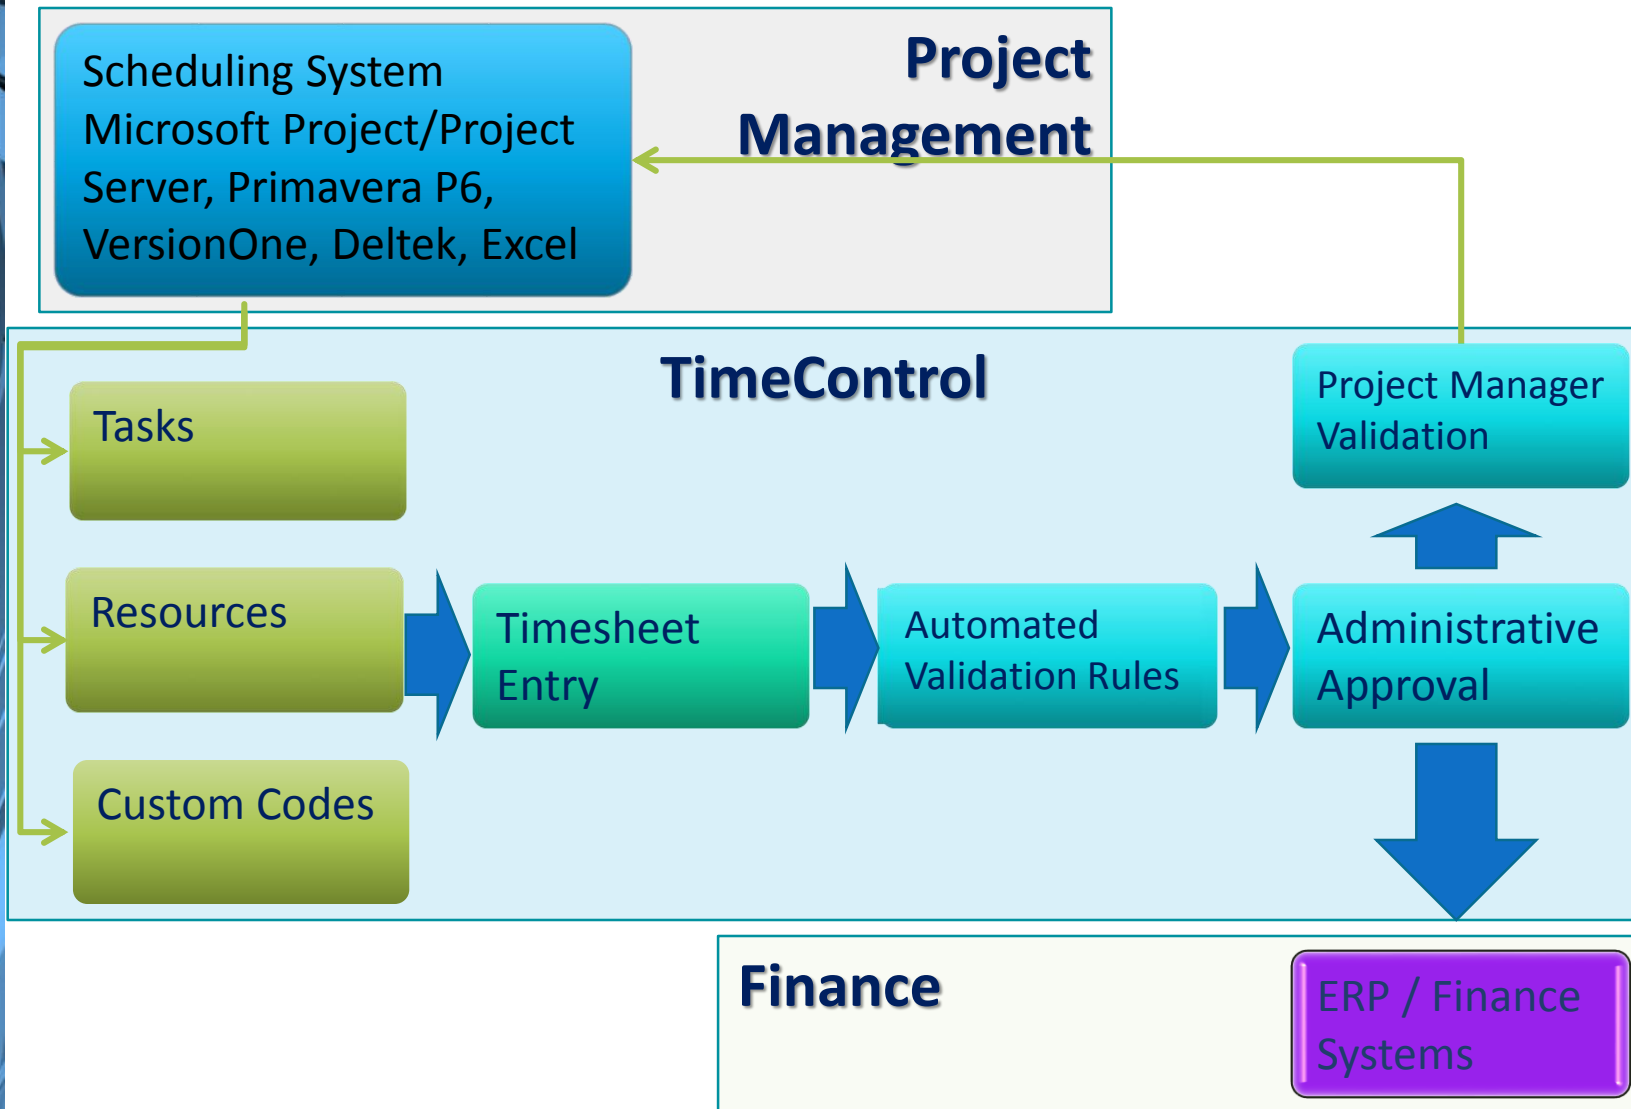 Project
Management
Scheduling System
Microsoft Project/Project
Server, Primavera P6,
VersionOne, Deltek, Excel
TimeControl
Project Manager
Validation
Tasks
Resources
Custom Codes
Timesheet
Entry
Automated
Validation Rules
Administrative
Approval
Finance
ERP / Finance
Systems